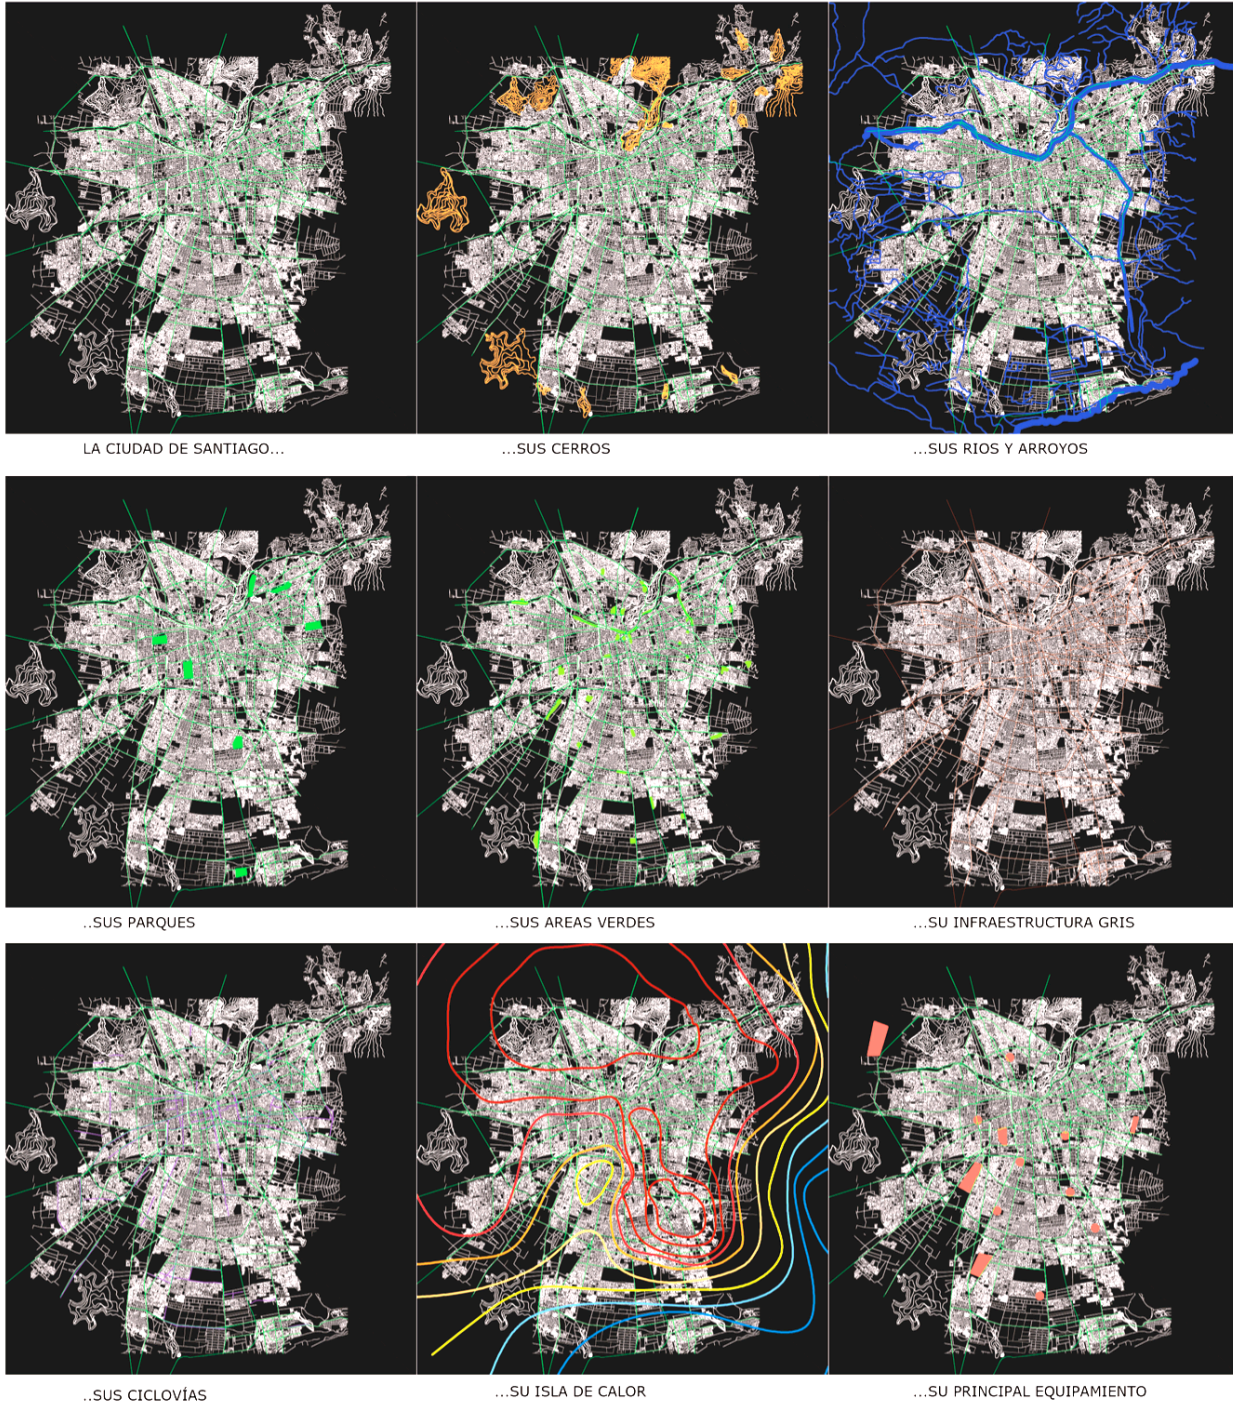 LA CIUDAD DE SANTIAGO...
...SUS CERROS
...SUS RIOS Y ARROYOS
..SUS PARQUES
...SUS AREAS VERDES
...SU INFRAESTRUCTURA GRIS
..SUS CICLOVÍAS
...SU ISLA DE CALOR
...SU PRINCIPAL EQUIPAMIENTO